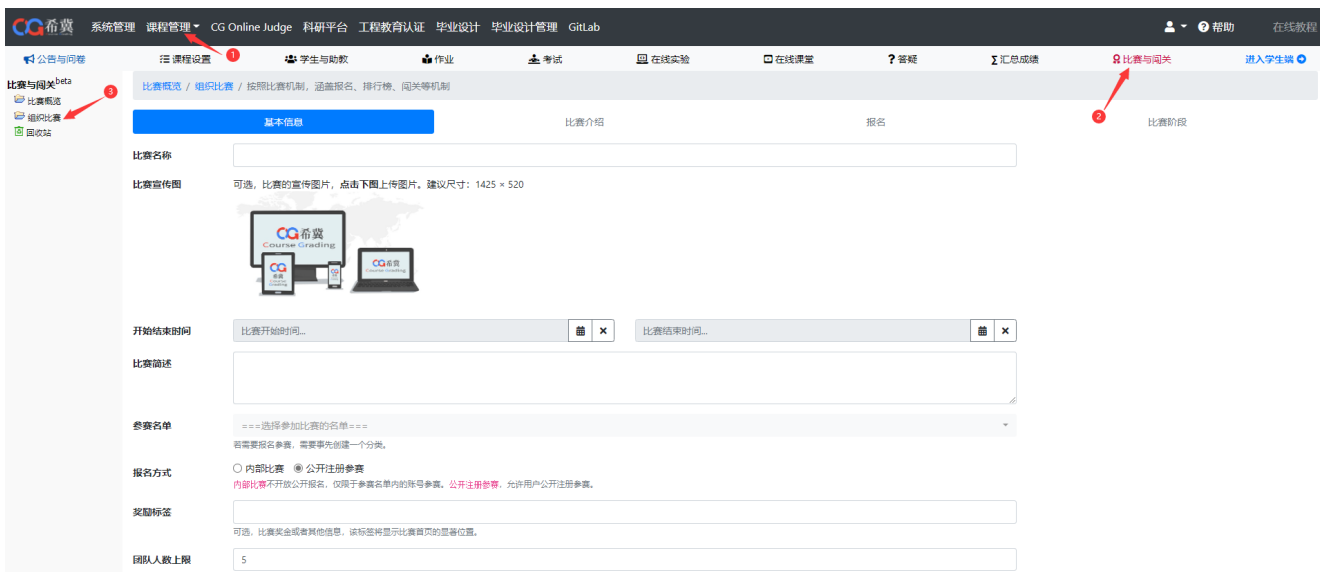 CG希冀 系统管理 课程管理 CG Online Judge 科研平台 工程教育认证 毕业设计 毕业设计管理 GitLab 帮助 在线教程
1
公告与问卷 课程设置 学生与助教 作业 考试 在线实验 在线课堂 答疑 汇总成绩 比赛与闯关 进入学生端
比赛与闯关beta
3
比赛概览 / 组织比赛 / 按照比赛机制，涵盖报名、排行榜、闯关等机制
比赛概览
组织比赛
2
回收站
基本信息 比赛介绍 报名 比赛阶段
比赛名称
比赛宣传图 可选，比赛的宣传图片，点击下图上传图片。建议尺寸：1425 × 520
CG希冀
Course Grading
CG
希冀
Course Grading
CG
CG希冀
Course Grading
开始结束时间 比赛开始时间... 比赛结束时间...
比赛简述
参赛名单 ===选择参加比赛的名单===
若需要报名参赛，需要事先创建一个分类。
报名方式 内部比赛 公开注册参赛
内部比赛不开放公开报名，仅限于参赛名单内的账号参赛。公开注册参赛，允许用户公开注册参赛。
奖励标签
可选，比赛奖金或者其他信息，该标签将显示比赛首页的显著位置。
团队人数上限 5